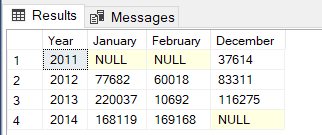 Results Messages
Year January February December
1 2011 NULL NULL 37614
2 2012 77682 60018 83311
3 2013 220037 10692 116275
4 2014 168119 169168 NULL